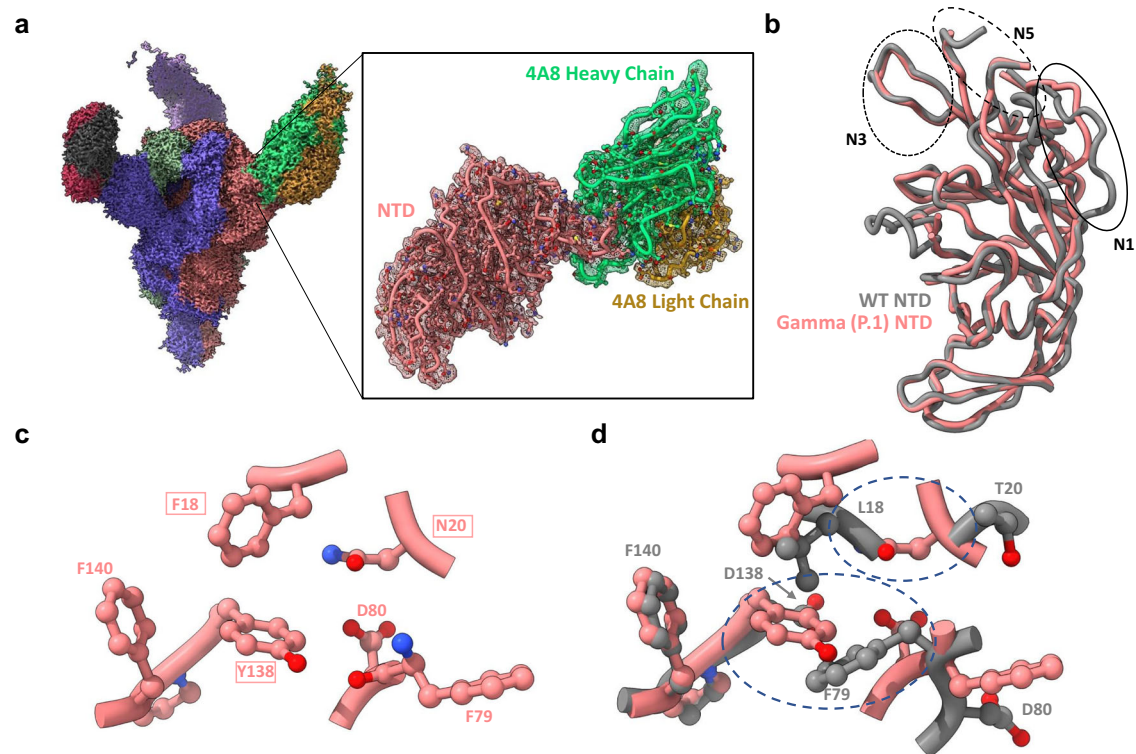 a
4A8 Heavy Chain
NTD
4A8 Light Chain
b
N5
N3
N1
WT NTD
Gamma (P.1) NTD
c
F18
N20
F140
D80
Y138
F79
d
L18
T20
F140
D138
F79
D80